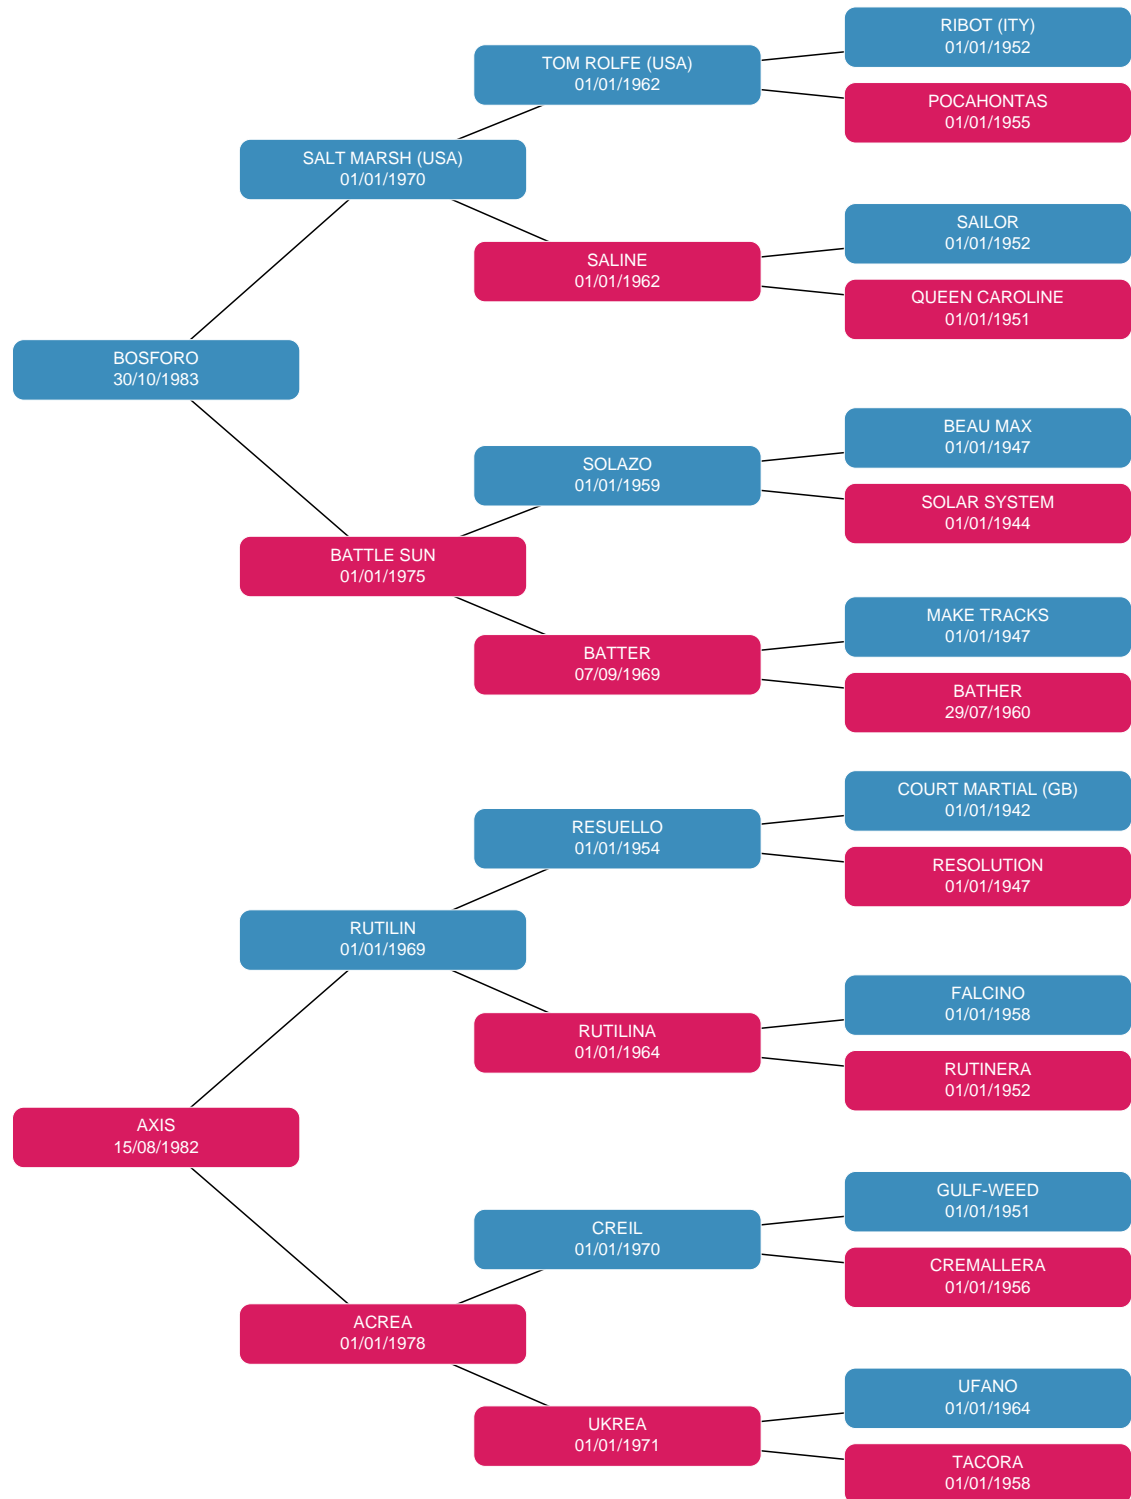 RIBOT (ITY)
01/01/1952
TOM ROLFE (USA)
01/01/1962
POCAHONTAS
01/01/1955
SALT MARSH (USA)
01/01/1970
SAILOR
01/01/1952
SALINE
01/01/1962
QUEEN CAROLINE
01/01/1951
BOSFORO
30/10/1983
BEAU MAX
01/01/1947
SOLAZO
01/01/1959
SOLAR SYSTEM
01/01/1944
BATTLE SUN
01/01/1975
MAKE TRACKS
01/01/1947
BATTER
07/09/1969
BATHER
29/07/1960
COURT MARTIAL (GB)
01/01/1942
RESUELLO
01/01/1954
RESOLUTION
01/01/1947
RUTILIN
01/01/1969
FALCINO
01/01/1958
RUTILINA
01/01/1964
RUTINERA
01/01/1952
AXIS
15/08/1982
GULF-WEED
01/01/1951
CREIL
01/01/1970
CREMALLERA
01/01/1956
ACREA
01/01/1978
UFANO
01/01/1964
UKREA
01/01/1971
TACORA
01/01/1958